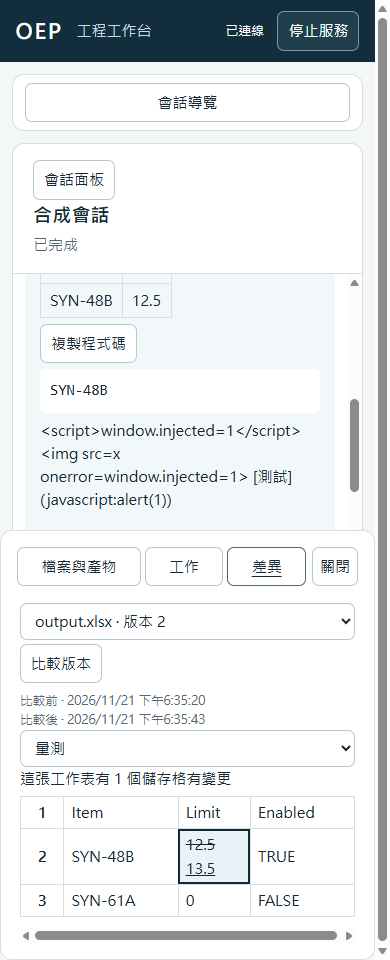 OEP 工程工作台 已連線 停止服務
會話導覽
會話面板
合成會話
已完成
SYN-48B 12.5
複製程式碼
SYN-48B
<script>window.injected=1</script>
<img src=x
onerror=window.injected=1> [測試]
(javascript:alert(1))
檔案與產物 工作 差異 關閉
output.xlsx · 版本 2
比較版本
比較前 · 2026/11/21 下午6:35:20
比較後 · 2026/11/21 下午6:35:43
量測
這張工作表有 1 個儲存格有變更
1 Item Limit Enabled
2 SYN-48B 12.5 13.5 TRUE
3 SYN-61A 0 FALSE